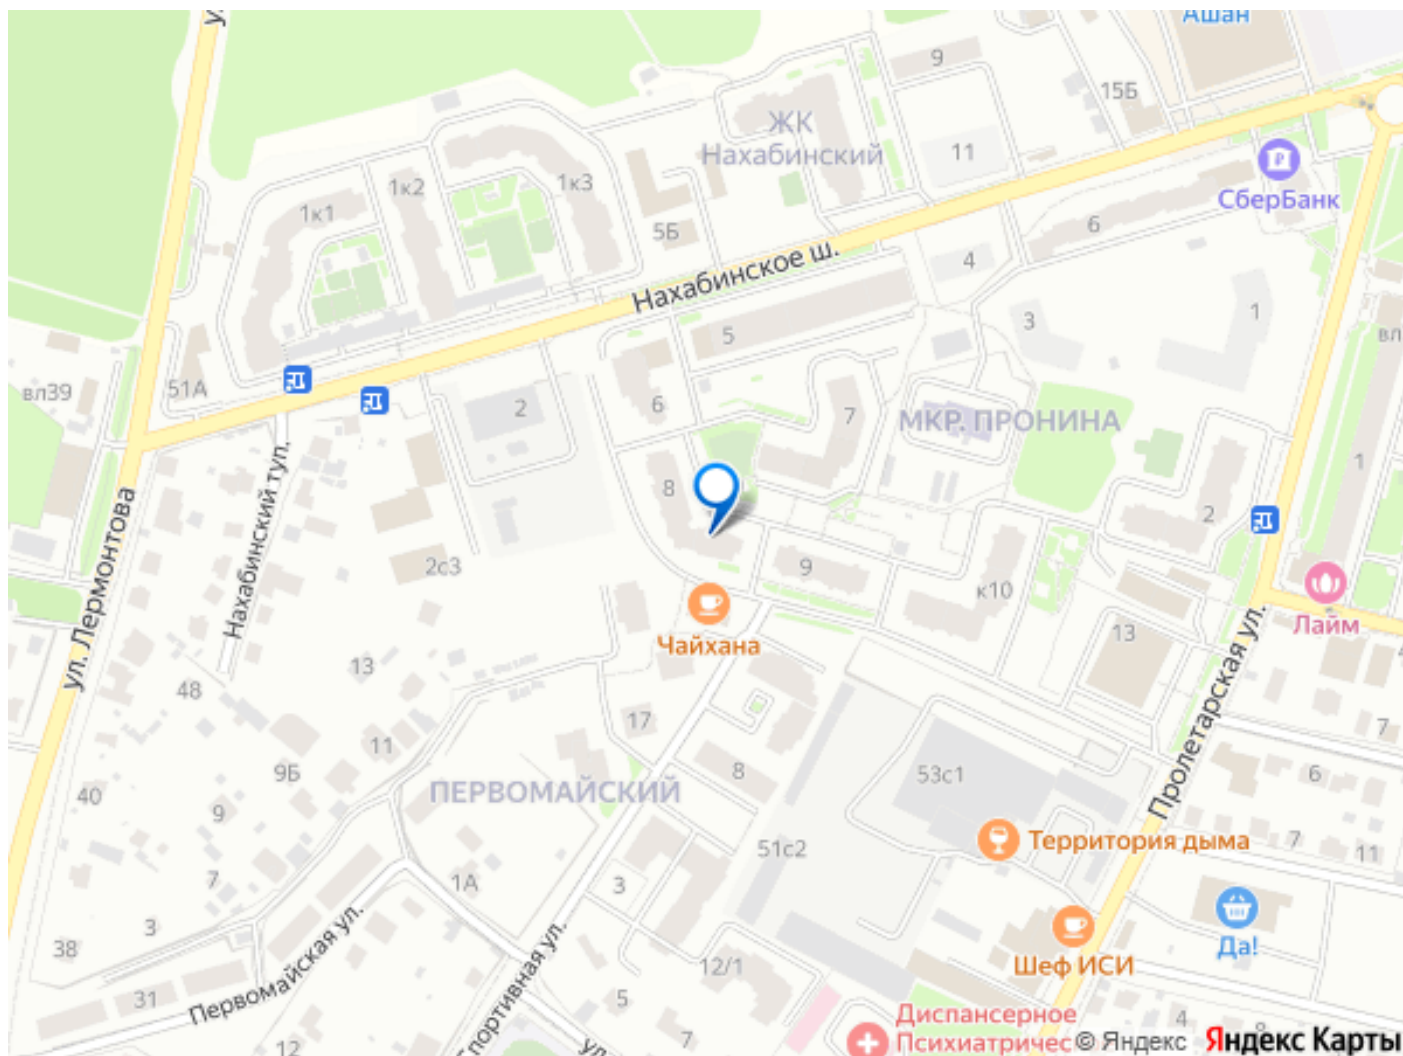 Ашан
9
15Б
ЖК
Нахабинский
11
СберБанк
1к2
1к3
1к1
5Б
6
4
Нахабинское ш.
1
3
5
вл
вл39
51А
2
6
7
МКР. ПРОНИНА
1
Нахабинский туп.
8
2
ул. Лермонтова
2с3
9
к10
Чайхана
Лайм
13
13
48
17
Пролетарская ул.
7
11
9Б
8
53с1
6
40
ПЕРВОМАЙСКИЙ
9
51с2
Территория дыма
7
11
7
1А
3
3
38
Да!
Шеф ИСИ
12/1
Первомайская ул.
Спортивная ул.
31
5
7
ул
12
Диспансерное
Психиатричес
4
© Яндекс
Яндекс Карты